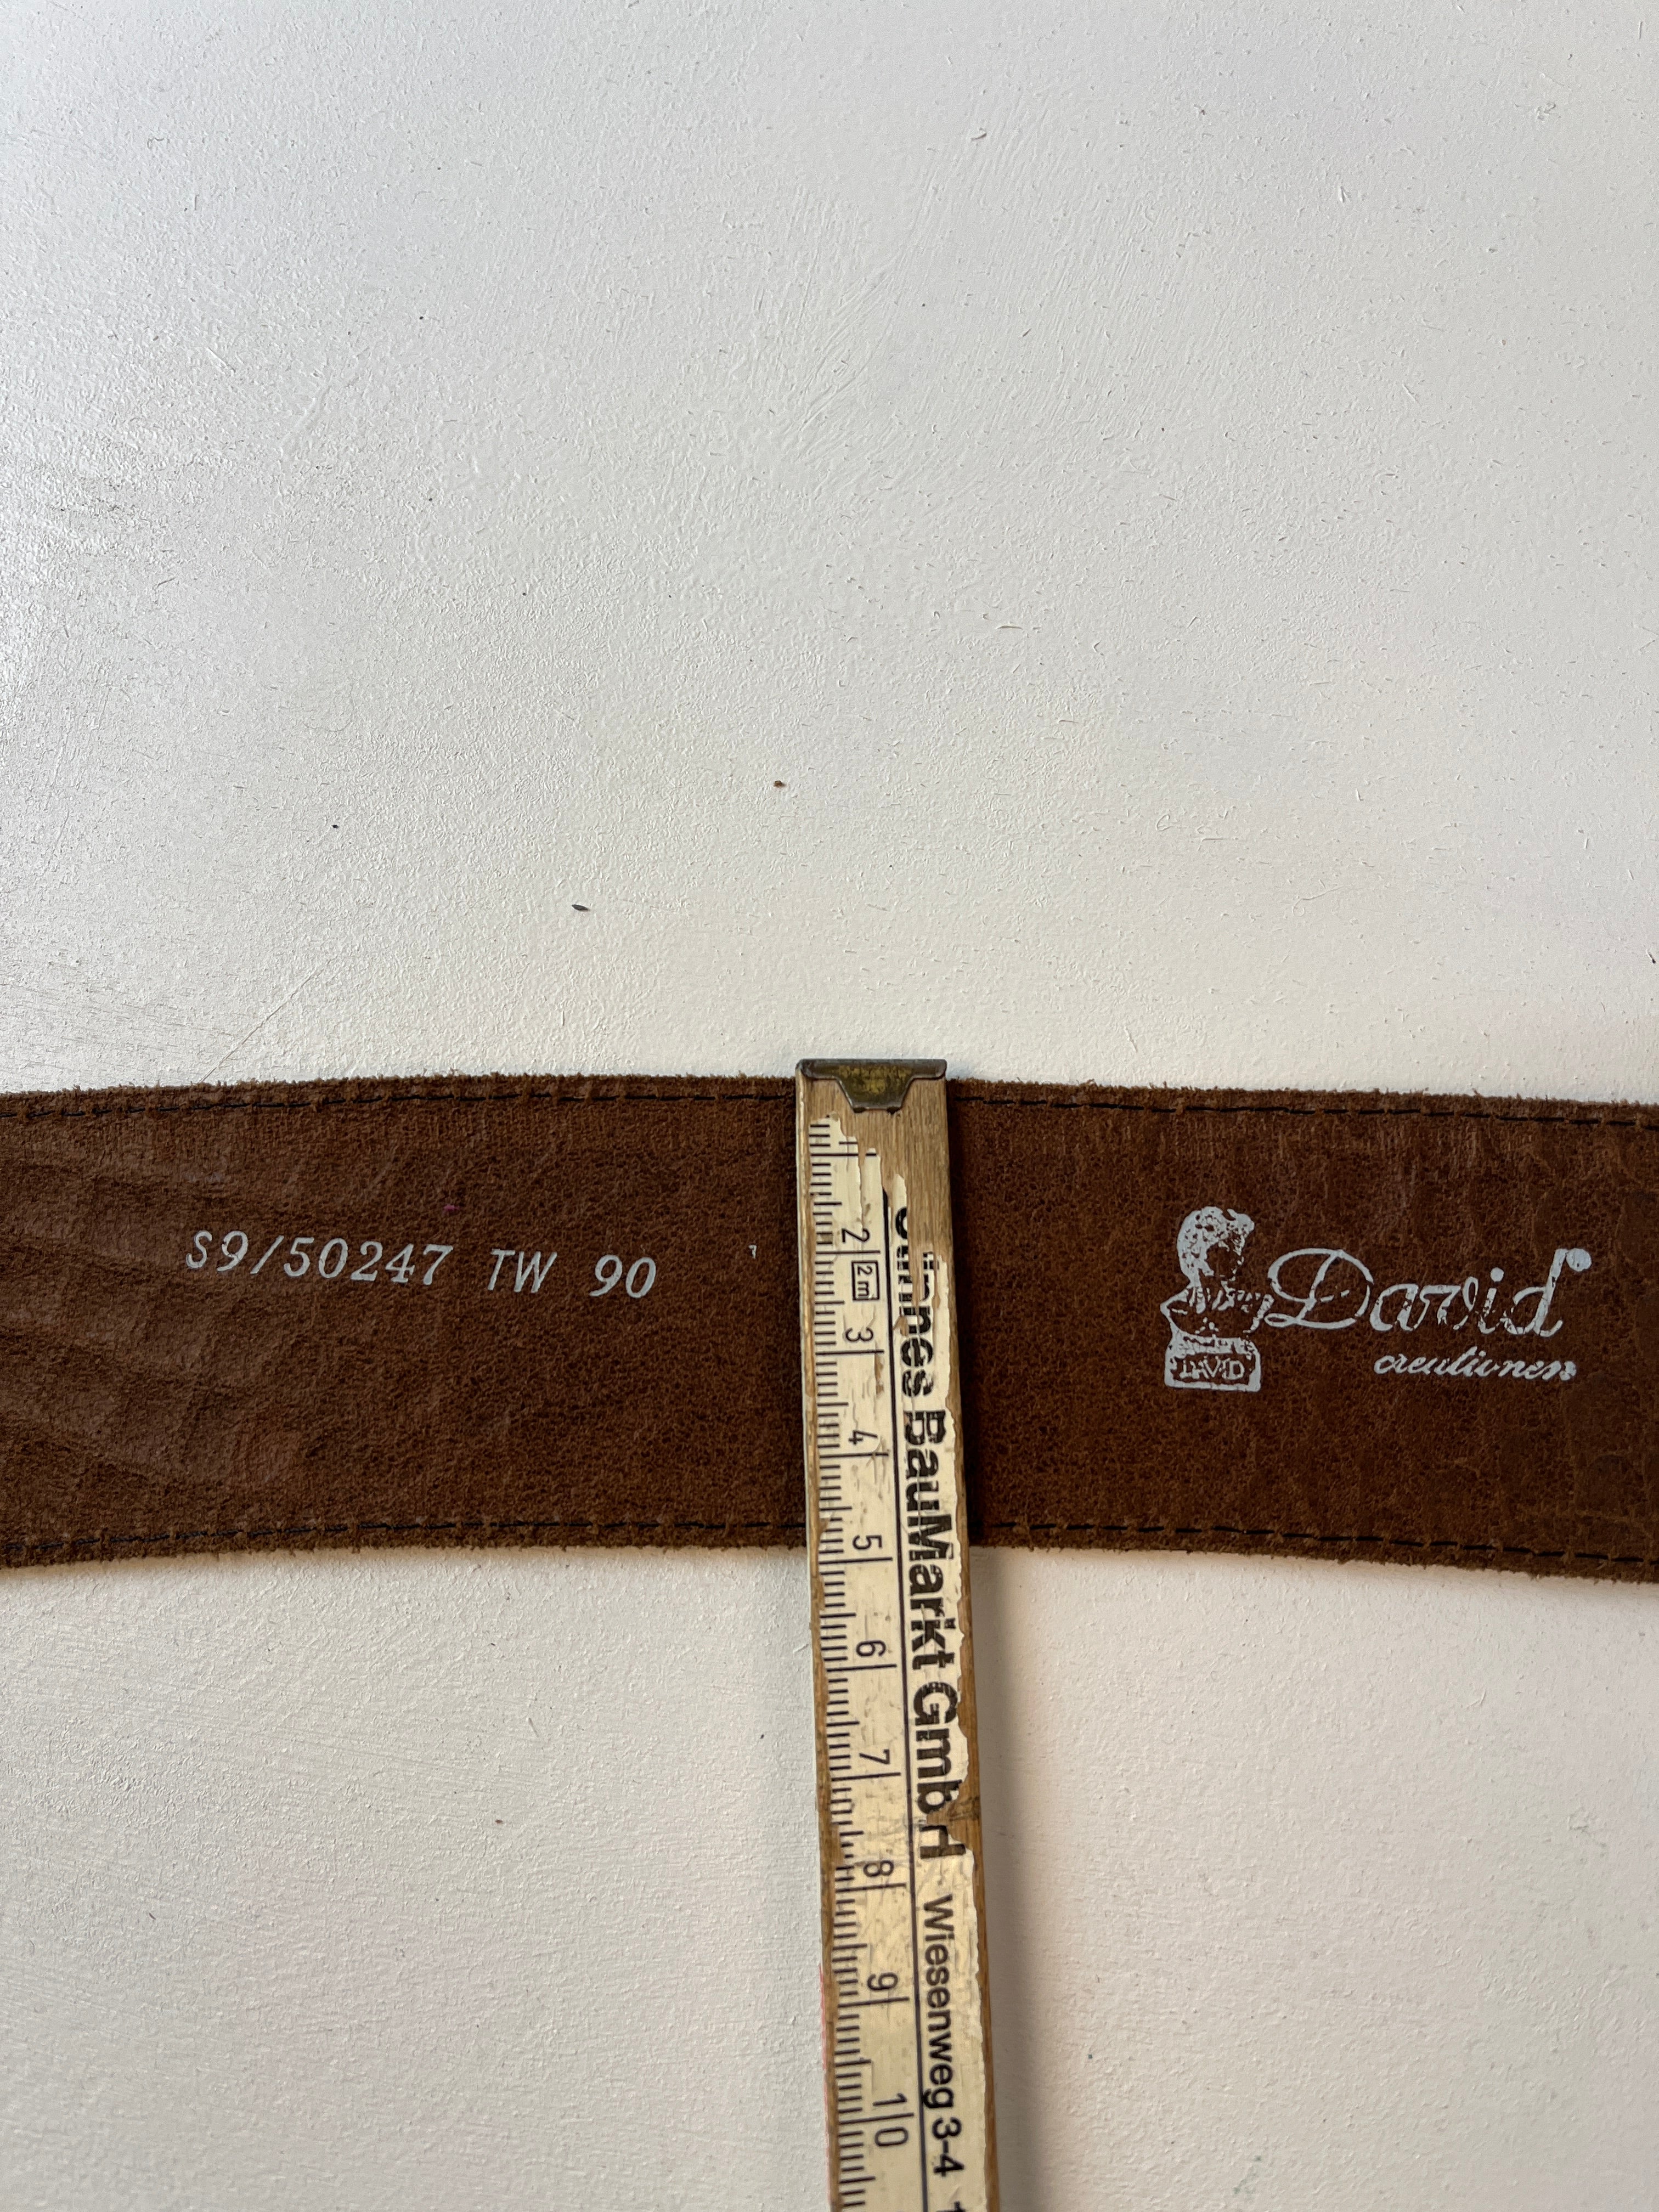 S9/50247 TW 90
David
creationen
DAVID
2 3 4 5 6 7 8 9 10
2m
BauMarkt GmbH Wiesenweg 3-4